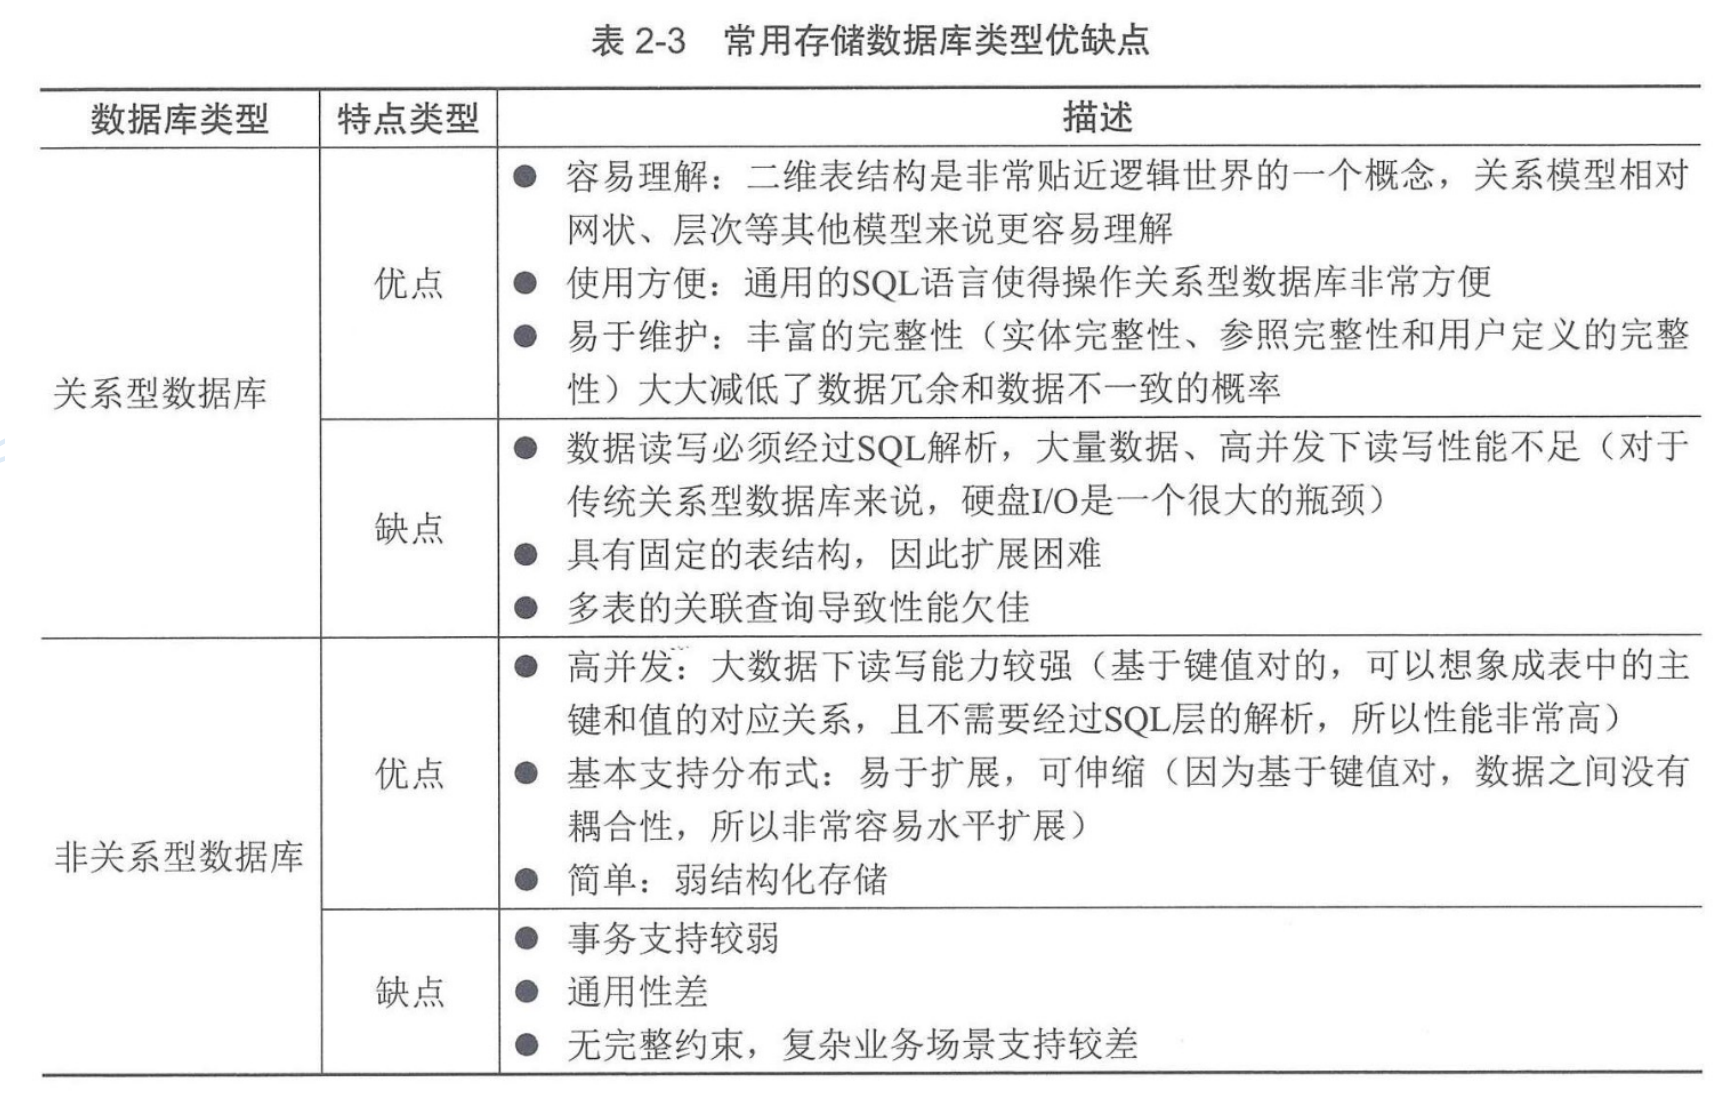 表 2-3 常用存储数据库类型优缺点
数据库类型 特点类型 描述
关系型数据库
优点
● 容易理解：二维表结构是非常贴近逻辑世界的一个概念，关系模型相对
网状、层次等其他模型来说更容易理解
● 使用方便：通用的SQL语言使得操作关系型数据库非常方便
● 易于维护：丰富的完整性（实体完整性、参照完整性和用户定义的完整
性）大大减低了数据冗余和数据不一致的概率
缺点
● 数据读写必须经过SQL解析，大量数据、高并发下读写性能不足（对于
传统关系型数据库来说，硬盘I/O是一个很大的瓶颈）
● 具有固定的表结构，因此扩展困难
● 多表的关联查询导致性能欠佳
非关系型数据库
优点
● 高并发：大数据下读写能力较强（基于键值对的，可以想象成表中的主
键和值的对应关系，且不需要经过SQL层的解析，所以性能非常高）
● 基本支持分布式：易于扩展，可伸缩（因为基于键值对，数据之间没有
耦合性，所以非常容易水平扩展）
● 简单：弱结构化存储
缺点
● 事务支持较弱
● 通用性差
● 无完整约束，复杂业务场景支持较差